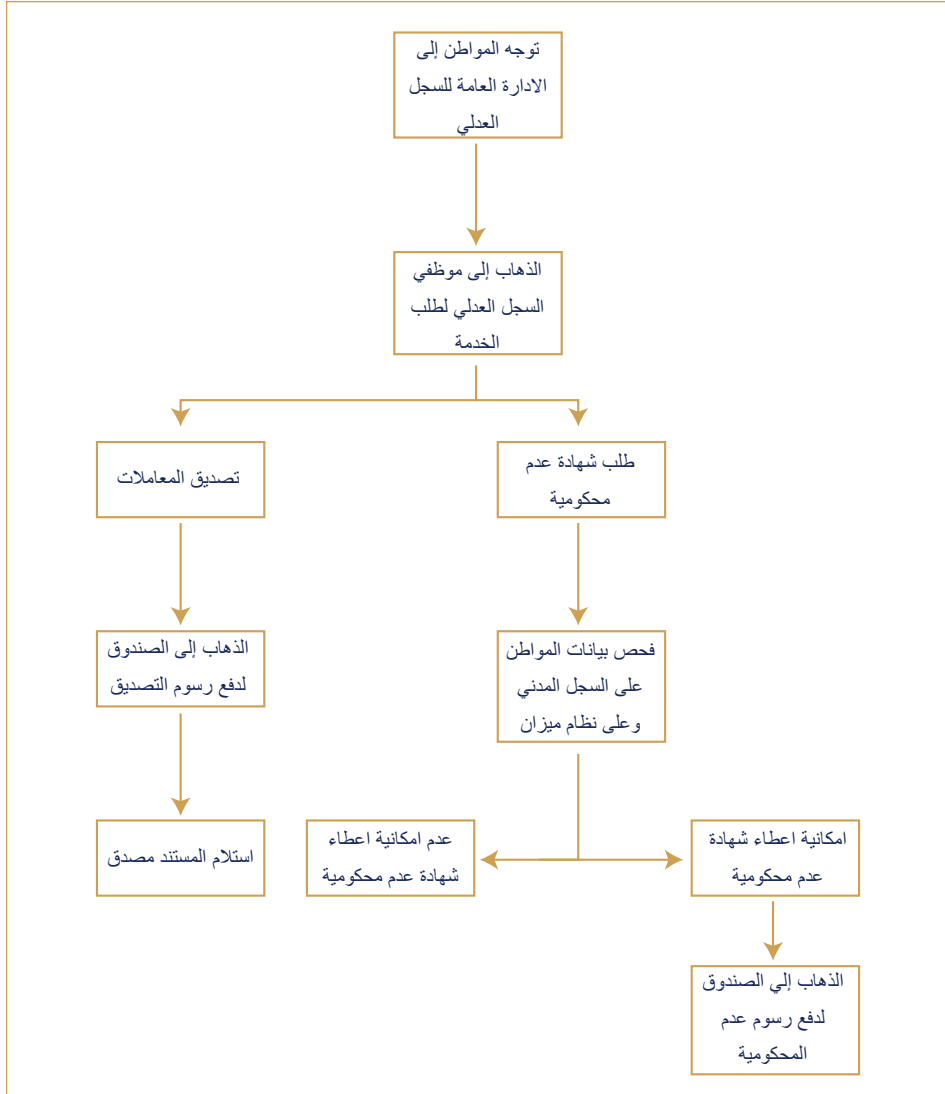 توجه المواطن إلى
الادارة العامة للسجل
العدلي
الذهاب إلى موظفي
السجل العدلي لطلب
الخدمة
طلب شهادة عدم
محكومية
تصديق المعاملات
فحص بيانات المواطن
على السجل المدني
وعلى نظام ميزان
الذهاب إلى الصندوق
لدفع رسوم التصديق
امكانية اعطاء شهادة
عدم محكومية
عدم امكانية اعطاء
شهادة عدم محكومية
استلام المستند مصدق
الذهاب إلي الصندوق
لدفع رسوم عدم
المحكومية